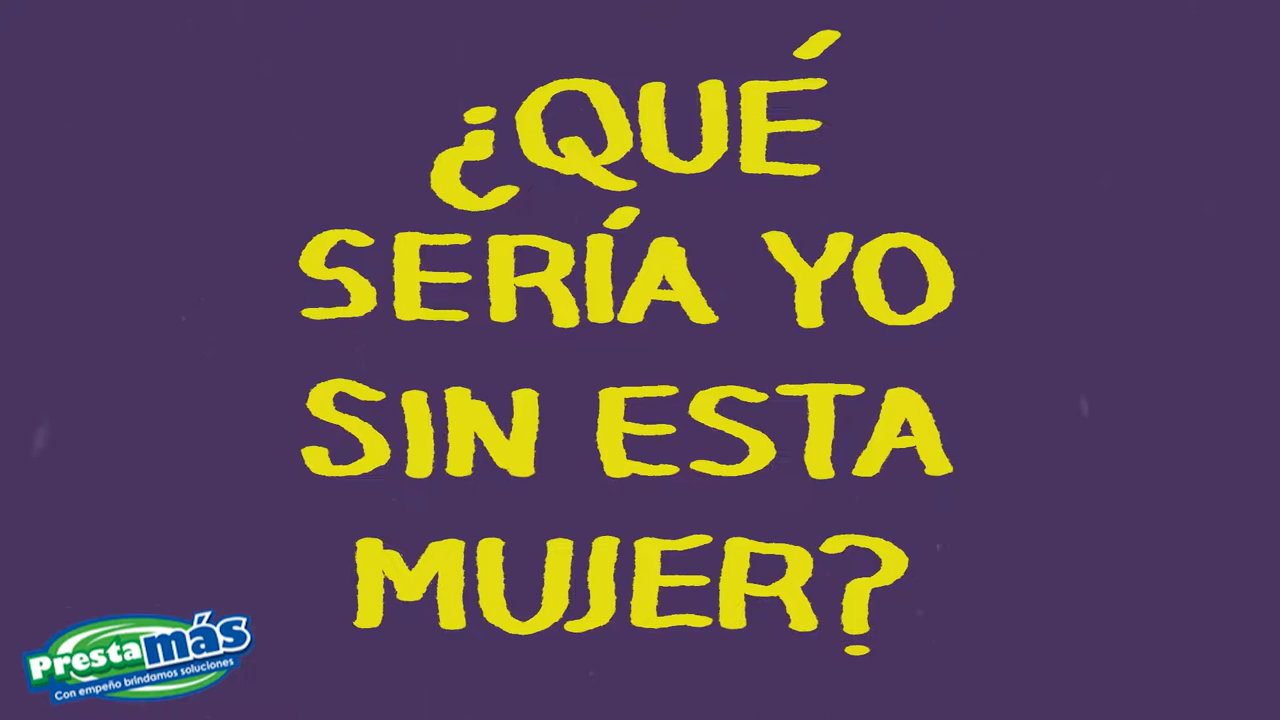 ¿QUÉ
SERÍA YO
SIN ESTA
MUJER?
Prestamás
Con empeño brindamos soluciones